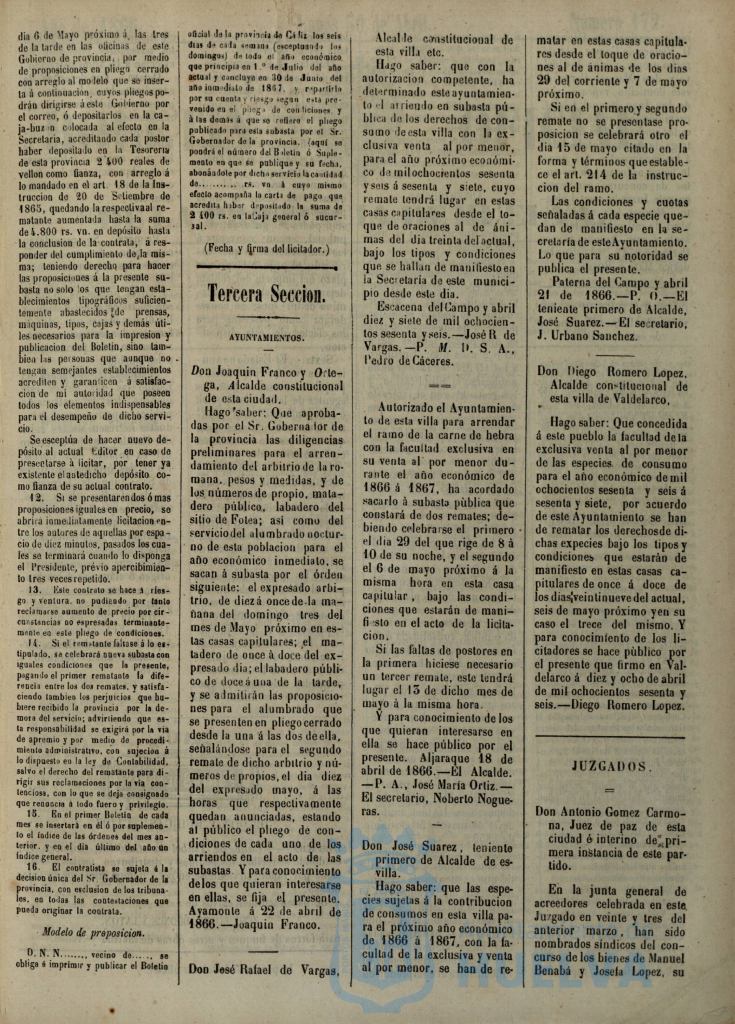 dia 6 de Mayo próximo á, las tres
de la tarde en las oficinas de este
Gobierno de provincia, por medio
de proposiciones en pliego cerrado
con arreglo al modelo que se inser-
ta á continuacion, cuyos pliegos po-
drán dirigirse á este Gobierno por
el correo, ó depositarlos en la ca-
ja-buzon colocada al efecto en la
Secretaría, acreditando cada postor
haber depositado en la Tesoreria
de esta provincia 2 400 reales de
vellon como fianza, con arreglo á
lo mandado en el art. 18 de la Ins-
truccion de 20 de Setiembre de
1865, quedando la respectiva al re-
matante aumentada hasta la suma
de 4.800 rs. vn. en depósito hasta
la conclusion de la contrata, á res-
ponder del cumplimiento de la mis-
ma; teniendo derecho para hacer
las proposiciones á la presente su-
basta no solo los que tengan esta-
blecimientos tipográficos suficien-
temente abastecidos de prensas,
máquinas, tipos, cajas y demás úti-
les necesarios para la impresion y
publicacion del Boletin, sino tam-
bien las personas que aunque no
tengan semejantes establecimientos
acrediten y garanticen á satisfac-
cion de mi autoridad que poseen
todos los elementos indispensables
para el desempeño de dicho servi-
cio.
Se esceptúa de hacer nuevo de-
pósito al actual Editor en caso de
presentarse á licitar, por tener ya
existente el antedicho depósito co-
mo fianza de su actual contrato.
12. Si se presentaren dos ó mas
proposiciones iguales en precio, se
abrira inmediatamente licitacion en-
tre los autores de aquellas por espa-
cio de diez minutos, pasados los cua-
les se terminará cuando lo disponga
el Presidente, prévio apercibimien-
to tres veces repetido.
13. Este contrato se hace á ries-
go y ventura, no pudiendo por tanto
reclamarse aumento de precio por cir-
cunstancias no espresadas terminante-
mente en este pliego de condiciones.
14. Si el rematante faltase á lo es-
tipulado, se celebrará nueva subasta con
iguales condiciones que la presente,
pagando el primer rematante la dife-
rencia entre los dos remates, y satisfa-
ciendo tambien los perjuicios que hu-
biere recibido la provincia por la de-
mora del servicio; advirtiendo que es-
ta responsabilidad se exigirá por la via
de apremio y por medio de procedi-
miento administrativo, con sujecion á
lo dispuesto en la ley de Contabilidad,
salvo el derecho del rematante para di-
rigir sus reclamaciones por la via con-
tenciosa, con lo que se deja consignado
que renuncia á todo fuero y privilegio.
15. En el primer Boletin de cada
mes se insertará en él ó por suplemen-
to el índice de las órdenes del mes an-
terior, y en el dia último del año un
Indice general.
16. El contratista se sujeta á la
decision única del Sr. Gobernador de la
provincia, con esclusion de los tribuna-
les, en todas las contestaciones que
pueda originar la contrata.
Modelo de proposicion.
D. N. N......., vecino de....., se
obliga á imprimir y publicar el Boletin
oficial de la provincia de Cádiz los seis
dias de cada semana (esceptuando los
domingos) de todo el año económico
que principia en 1.º de Julio del año
actual y concluye en 30 de Junio del
año inmediato de 1867, y repartirlo
por su cuenta y riesgo segun está pre-
venido en el pliego de condiciones y
á las demás á que se refiere el pliego
publicado para esta subasta por el Sr.
Gobernador de la provincia. (aquí se
pondrá el número del Boletin ó Suple-
mento en que se publique y su fecha,
abonándole por dicho servicio la cantidad
de......... rs. vn. á cuyo mismo
efecto acompaña la carta de pago que
acredita haber depositado la suma de
2 400 rs. en la Caja general ó sucur-
sal.
(Fecha y firma del licitador.)
Tercera Seccion.
AYUNTAMIENTOS.
Don Joaquin Franco y Orte-
ga, Alcalde constitucional
de esta ciudad.
Hago saber: Que aproba-
das por el Sr. Gobernador de
la provincia las diligencias
preliminares para el arren-
damiento del arbitrio de la ro-
mana, pesos y medidas, y de
los números de propio, mata-
dero público, labadero del
sitio de Fotea; así como del
servicio del alumbrado noctur-
no de esta poblacion para el
año económico inmediato, se
sacan á subasta por el órden
siguiente: el expresado arbi-
trio, de diez á once de la ma-
ñana del domingo tres del
mes de Mayo próximo en es-
tas casas capitulares; el ma-
tadero de once á doce del ex-
presado dia; el labadero públi-
co de doce á una de la tarde,
y se admitirán las proposicio-
nes para el alumbrado que
se presenten en pliego cerrado
desde la una á las dos de ella,
señalándose para el segundo
remate de dicho arbitrio y nú-
meros de propios, el dia diez
del expresado mayo, á las
horas que respectivamente
quedan anunciadas, estando
al público el pliego de con-
diciones de cada uno de los
arriendos en el acto de las
subastas. Y para conocimiento
de los que quieran interesarse
en ellas, se fija el presente.
Ayamonte á 22 de abril de
1866.—Joaquin Franco.
Don José Rafael de Vargas,
Alcalde constitucional de
esta villa etc.
Hago saber: que con la
autorizacion competente, ha
determinado este ayuntamien-
to el arriendo en subasta pú-
blica de los derechos de con-
sumo de esta villa con la ex-
clusiva venta al por menor,
para el año próximo económi-
co de mil ochocientos sesenta
y seis á sesenta y siete, cuyo
remate tendrá lugar en estas
casas capitulares desde el to-
que de oraciones al de áni-
mas del dia treinta del actual,
bajo los tipos y condiciones
que se hallan de manifiesto en
la Secretaría de este munici-
pio desde este dia.
Escacena del Campo y abril
diez y siete de mil ochocien-
tos sesenta y seis.—José R. de
Vargas.—P. M. D. S. A.,
Pedro de Cáceres.
Autorizado el Ayuntamien-
to de esta villa para arrendar
el ramo de la carne de hebra
con la facultad exclusiva en
su venta al por menor du-
rante el año económico de
1866 á 1867, ha acordado
sacarlo á subasta pública que
constará de dos remates; de-
biendo celebrarse el primero
el dia 29 del que rige de 8 á
10 de su noche, y el segundo
el 6 de mayo próximo á la
misma hora en esta casa
capitular, bajo las condi-
ciones que estarán de mani-
fiesto en el acto de la licita-
cion.
Si las faltas de postores en
la primera hiciese necesario
un tercer remate, este tendrá
lugar el 13 de dicho mes de
mayo á la misma hora.
Y para conocimiento de los
que quieran interesarse en
ella se hace público por el
presente. Aljaraque 18 de
abril de 1866.—El Alcalde.
—P. A., José María Ortiz.—
El secretario, Noberto Nogue-
ras.
Don José Suarez, teniente
primero de Alcalde de es-
villa.
Hago saber: que las espe-
cies sujetas á la contribucion
de consumos en esta villa pa-
ra el próximo año económico
de 1866 á 1867, con la fa-
cultad de la exclusiva y venta
al por menor, se han de re-
matar en estas casas capitula-
res desde el toque de oracio-
nes al de ánimas de los dias
29 del corriente y 7 de mayo
próximo.
Si en el primero y segundo
remate no se presentase pro-
posicion se celebrará otro el
dia 15 de mayo citado en la
forma y términos que estable-
ce el art. 214 de la instruc-
cion del ramo.
Las condiciones y cuotas
señaladas á cada especie que-
dan de manifiesto en la se-
cretaría de este Ayuntamiento.
Lo que para su notoridad se
publica el presente.
Paterna del Campo y abril
21 de 1866.—P. O.—El
teniente primero de Alcalde,
José Suarez.—El secretario,
J. Urbano Sanchez.
Don Diego Romero Lopez,
Alcalde constitucional de
esta villa de Valdelarco,
Hago saber: Que concedida
á este pueblo la facultad de la
exclusiva venta al por menor
de las especies, de consumo
para el año económico de mil
ochocientos sesenta y seis á
sesenta y siete, por acuerdo
de este Ayuntamiento se han
de rematar los derechos de di-
chas expecies bajo los tipos y
condiciones que estarán de
manifiesto en estas casas ca-
pitulares de once á doce de
los dias veintinueve del actual,
seis de mayo próximo y en su
caso el trece del mismo. Y
para conocimiento de los li-
citadores se hace público por
el presente que firmo en Val-
delarco á diez y ocho de abril
de mil ochocientos sesenta y
seis.—Diego Romero Lopez.
JUZGADOS.
Don Antonio Gomez Carmo-
na, Juez de paz de esta
ciudad é interino de pri-
mera instancia de este par-
tido.
En la junta general de
acreedores celebrada en este
Juzgado en veinte y tres del
anterior marzo, han sido
nombrados síndicos del con-
curso de los bienes de Manuel
Benabá y Josefa Lopez, su
HUELVA